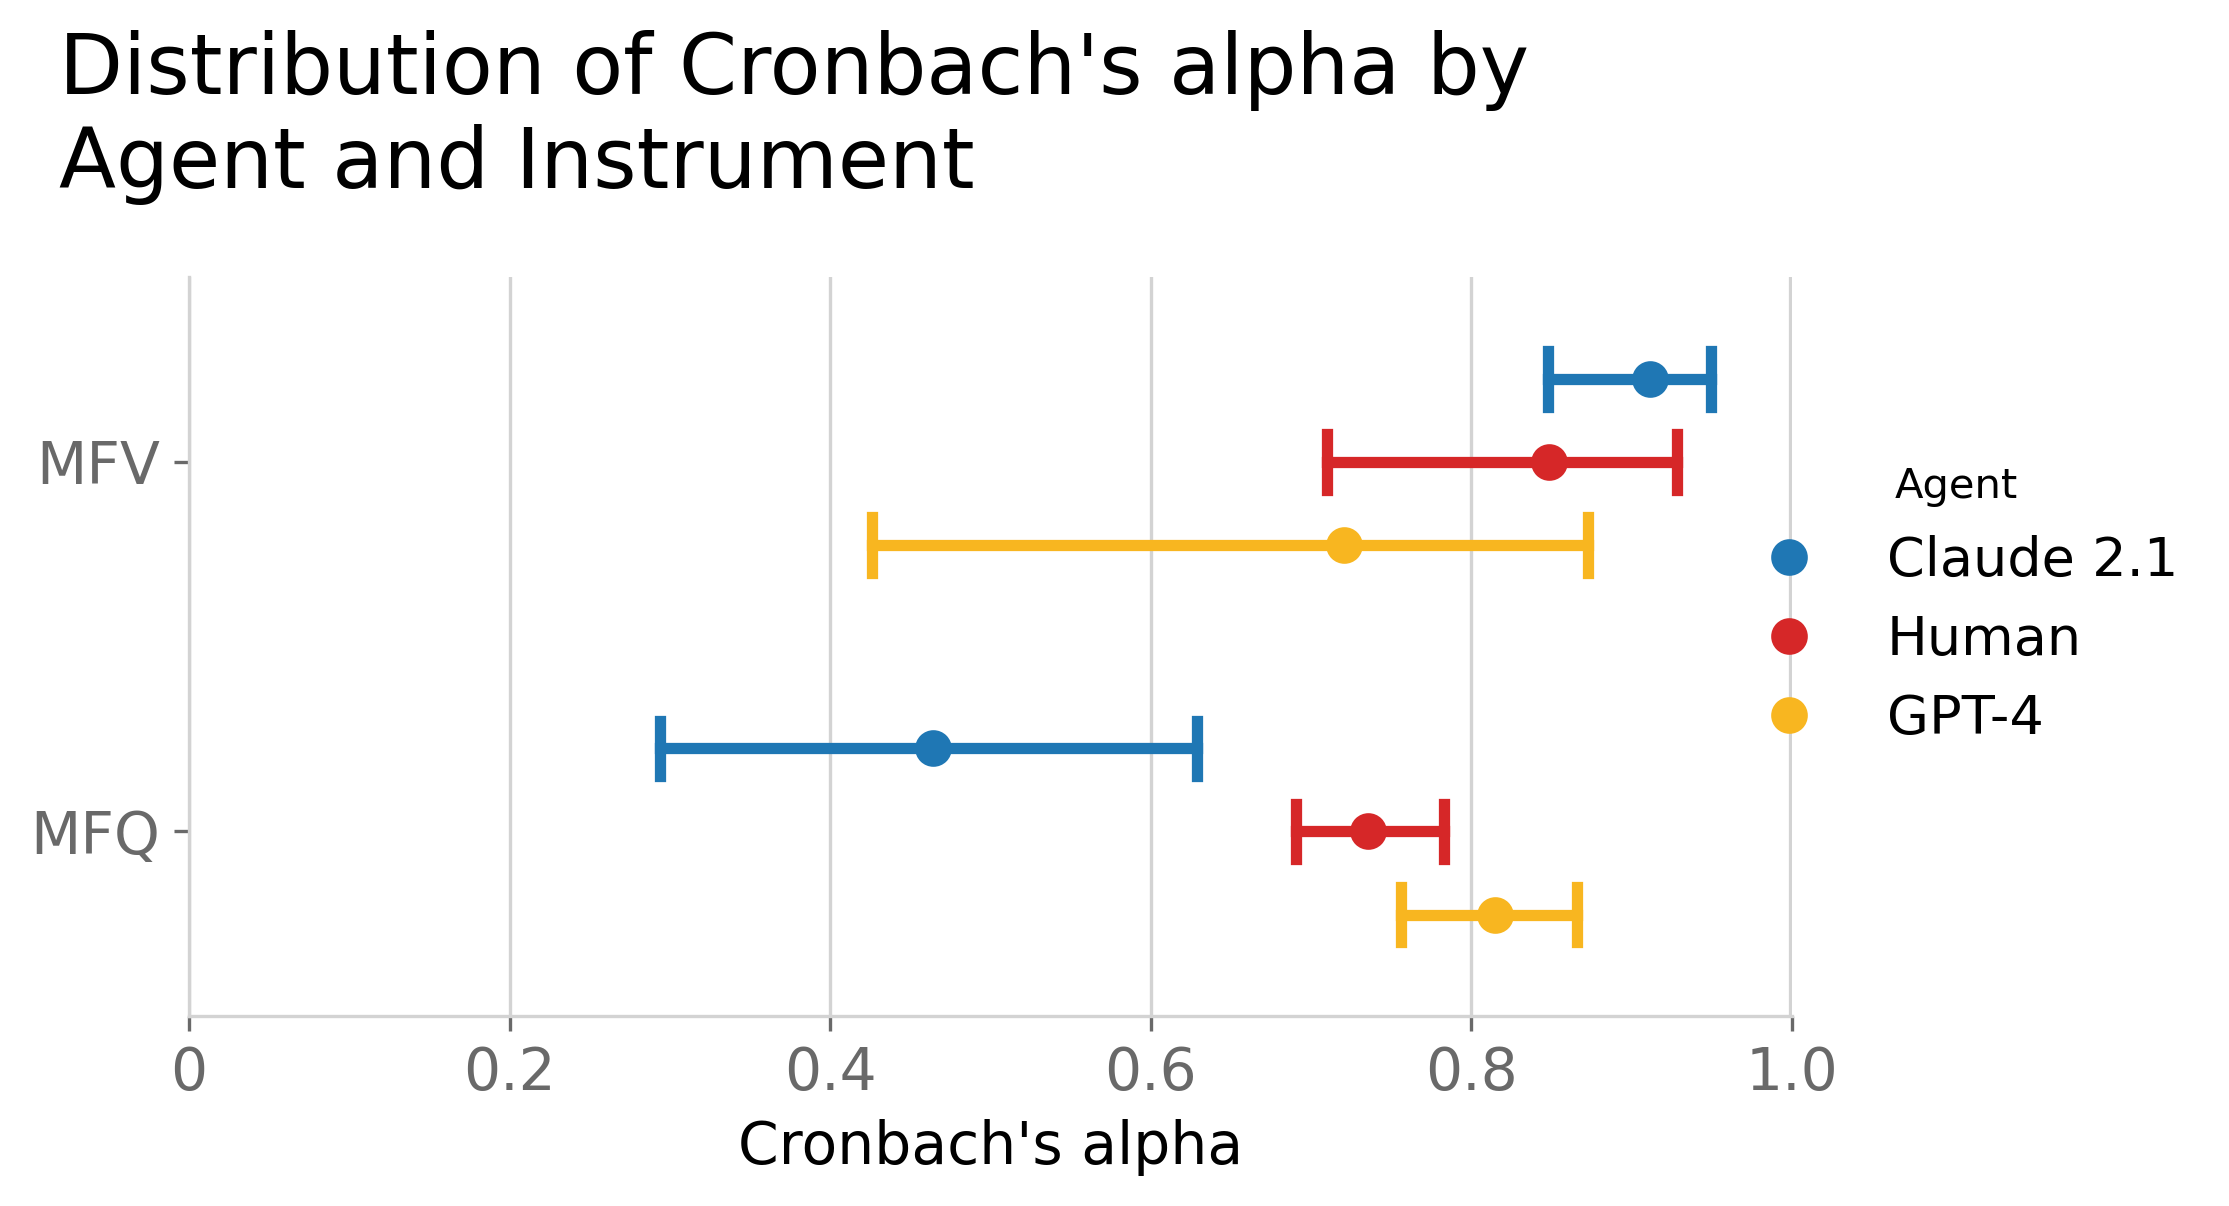 Distribution of Cronbach's alpha by
Agent and Instrument
MFV
MFQ
0
0.2
0.4
0.6
0.8
1.0
Cronbach's alpha
Agent
Claude 2.1
Human
GPT-4